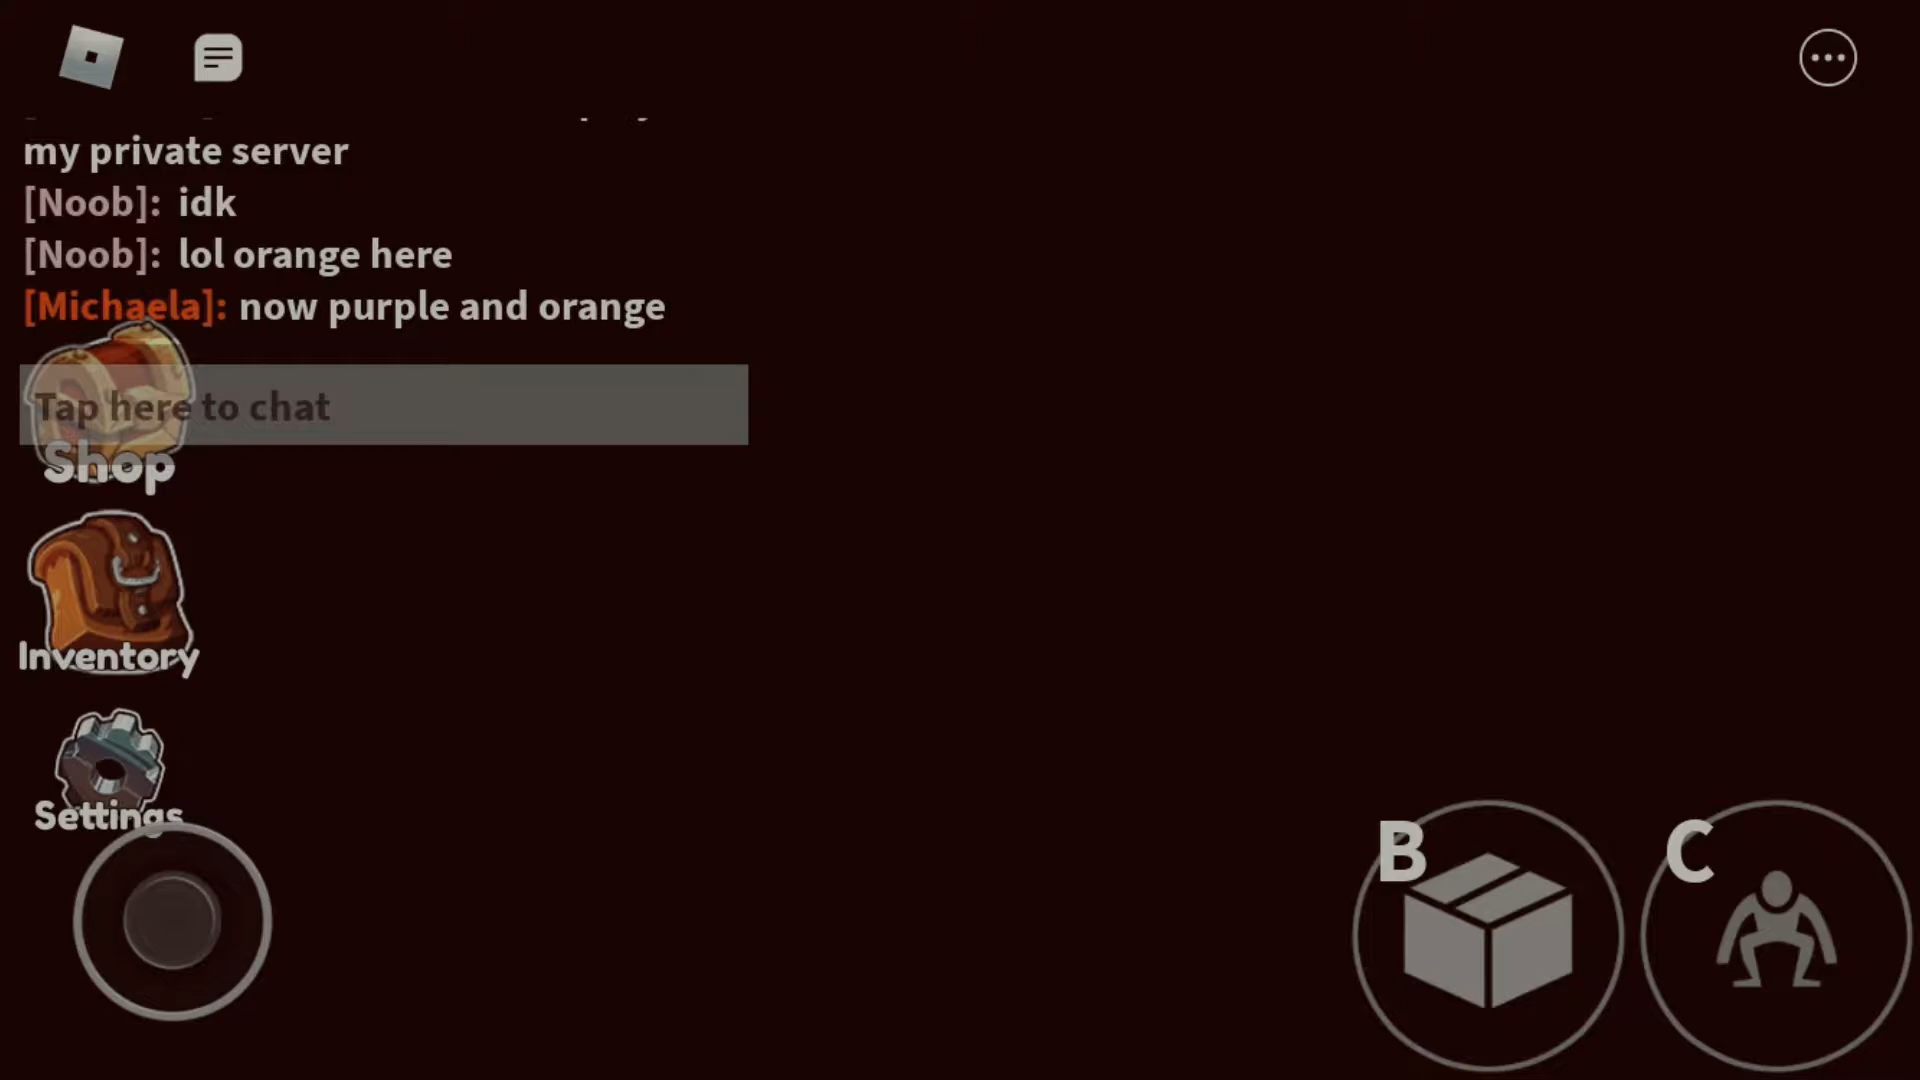 my private server
[Noob]: idk
[Noob]: lol orange here
[Michaela]: now purple and orange
Tap here to chat
Shop
Inventory
Settings
B
C